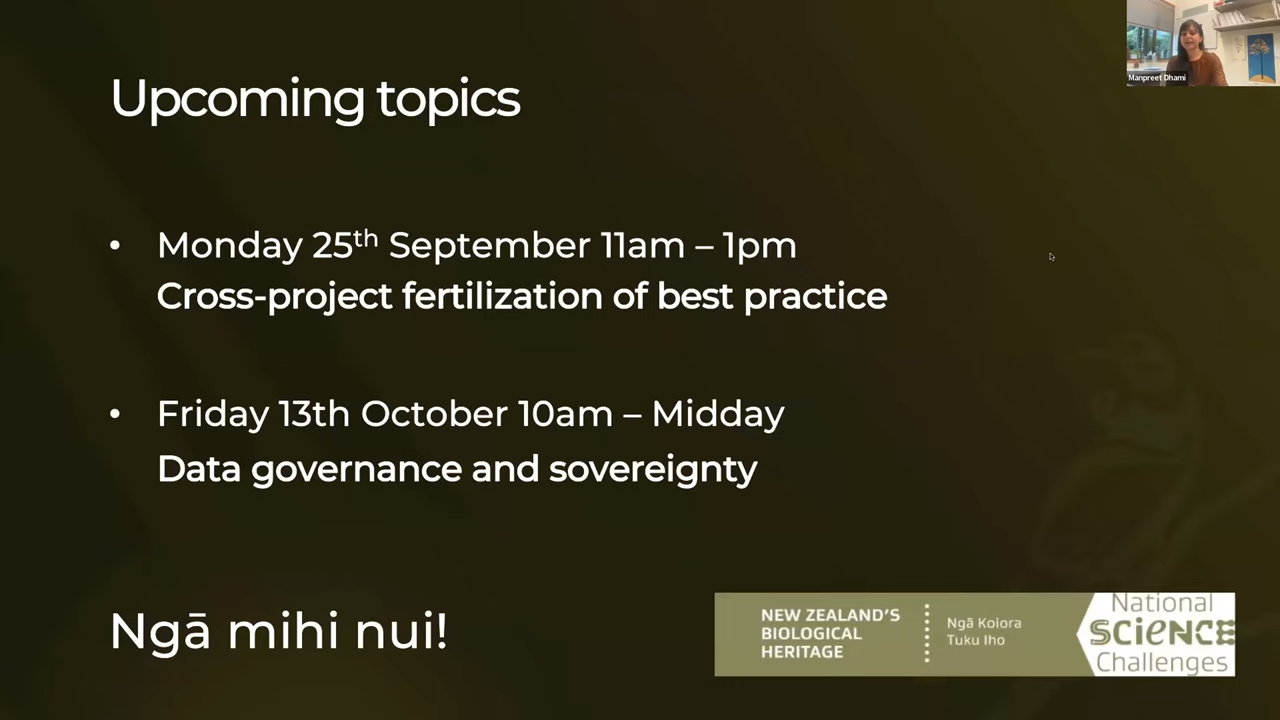 Manpreet Dhami
Upcoming topics
• Monday 25th September 11am – 1pm
Cross-project fertilization of best practice
• Friday 13th October 10am – Midday
Data governance and sovereignty
Ngā mihi nui!
NEW ZEALAND'S
BIOLOGICAL
HERITAGE
Ngā Koiora
Tuku Iho
National
SCIENCE
Challenges